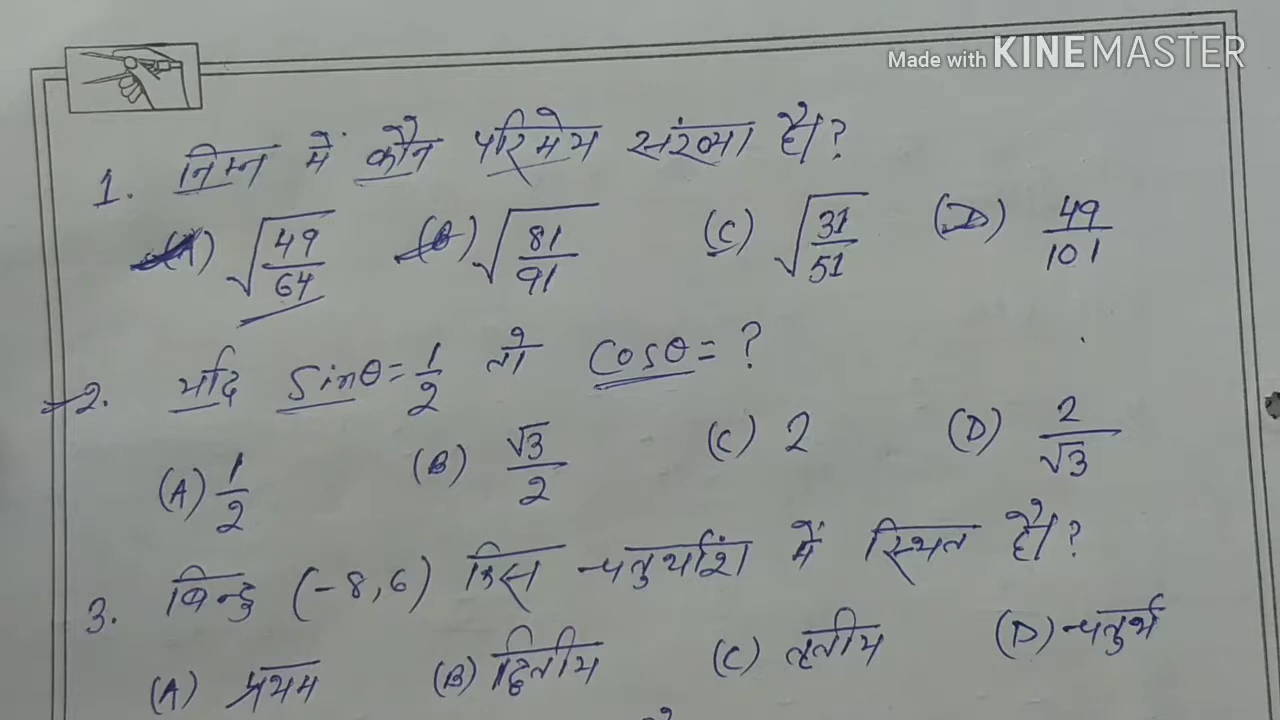 Made with KINEMASTER
1. निम्न में कौन परिमेय संख्या है?
(A) √49/64 (B) √81/91 (C) √31/51 (D) 49/101
2. यदि Sinθ = 1/2 तो Cosθ = ?
(A) 1/2 (B) √3/2 (C) 2 (D) 2/√3
3. बिन्दु (-8,6) किस चतुर्थांश में स्थित है?
(A) प्रथम (B) द्वितीय (C) तृतीय (D) चतुर्थ